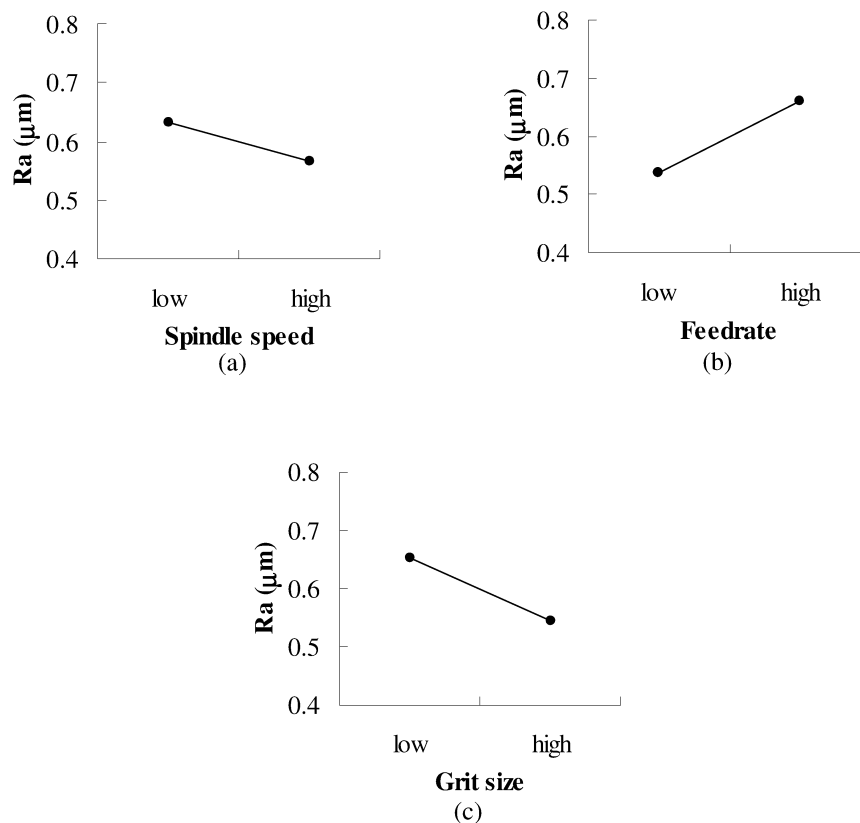 0.8
0.7
0.6
0.5
0.4
Ra (μm)
low high
Spindle speed
(a)
0.8
0.7
0.6
0.5
0.4
Ra (μm)
low high
Feedrate
(b)
0.8
0.7
0.6
0.5
0.4
Ra (μm)
low high
Grit size
(c)